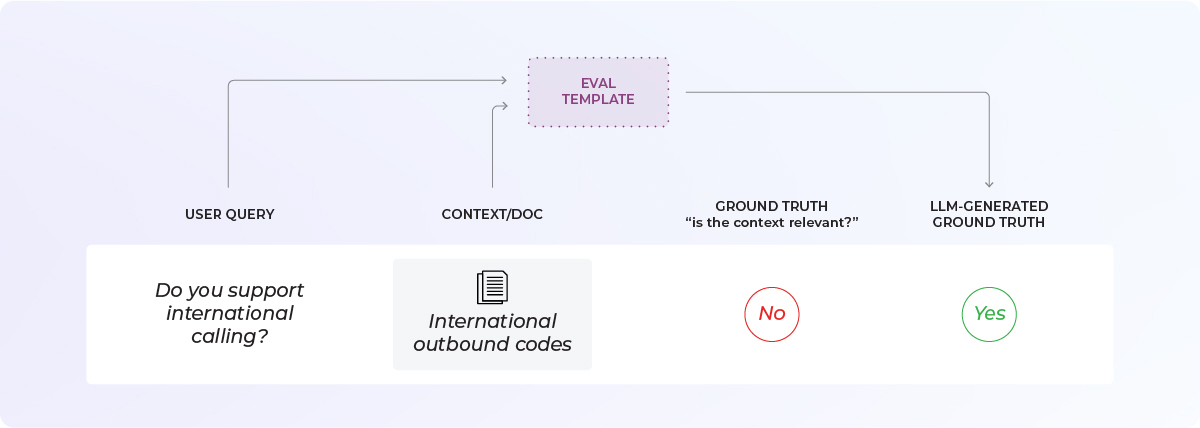 EVAL
TEMPLATE
USER QUERY
CONTEXT/DOC
GROUND TRUTH
“is the context relevant?”
LLM-GENERATED
GROUND TRUTH
Do you support
international
calling?
International
outbound codes
No
Yes